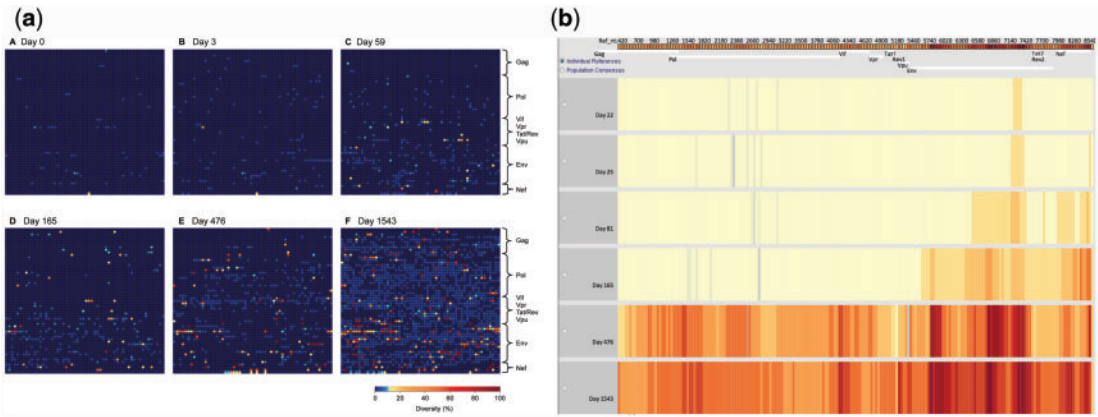 (a)
A Day 0
B Day 3
C Day 59
Gag
Pol
Vif
Vpr
Tat/Rev
Vpu
Env
Nef
D Day 165
E Day 476
F Day 1543
Gag
Pol
Vif
Vpr
Tat/Rev
Vpu
Env
Nef
0 20 40 60 80 100
Diversity (%)
(b)
Gag
Pol
Vif
Vpr
Tat1
Rev1
Vpu
Env
Tat2
Rev2
Nef
Individual References
Population Consensus
Day 22
Day 25
Day 81
Day 165
Day 476
Day 1543